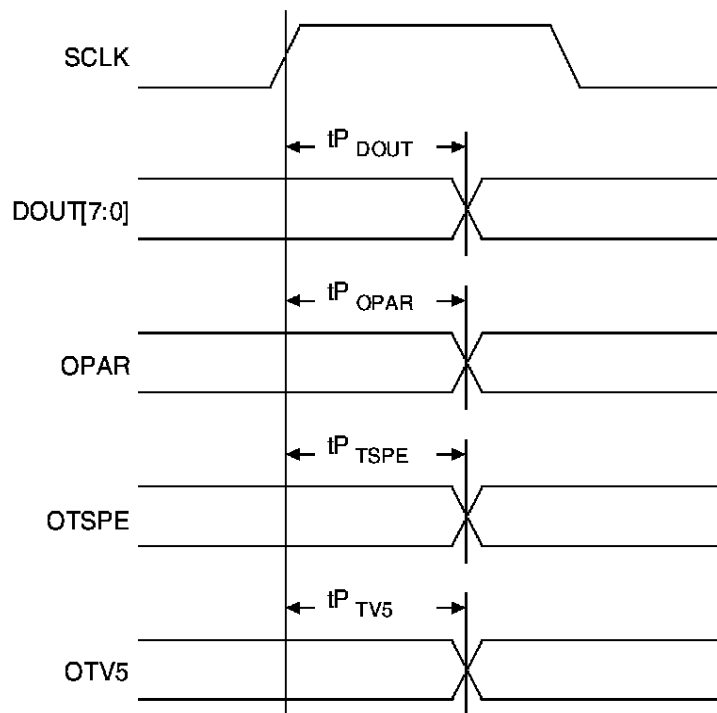 SCLK
tP DOUT
DOUT[7:0]
tP OPAR
OPAR
tP TSPE
OTSPE
tP TV5
OTV5